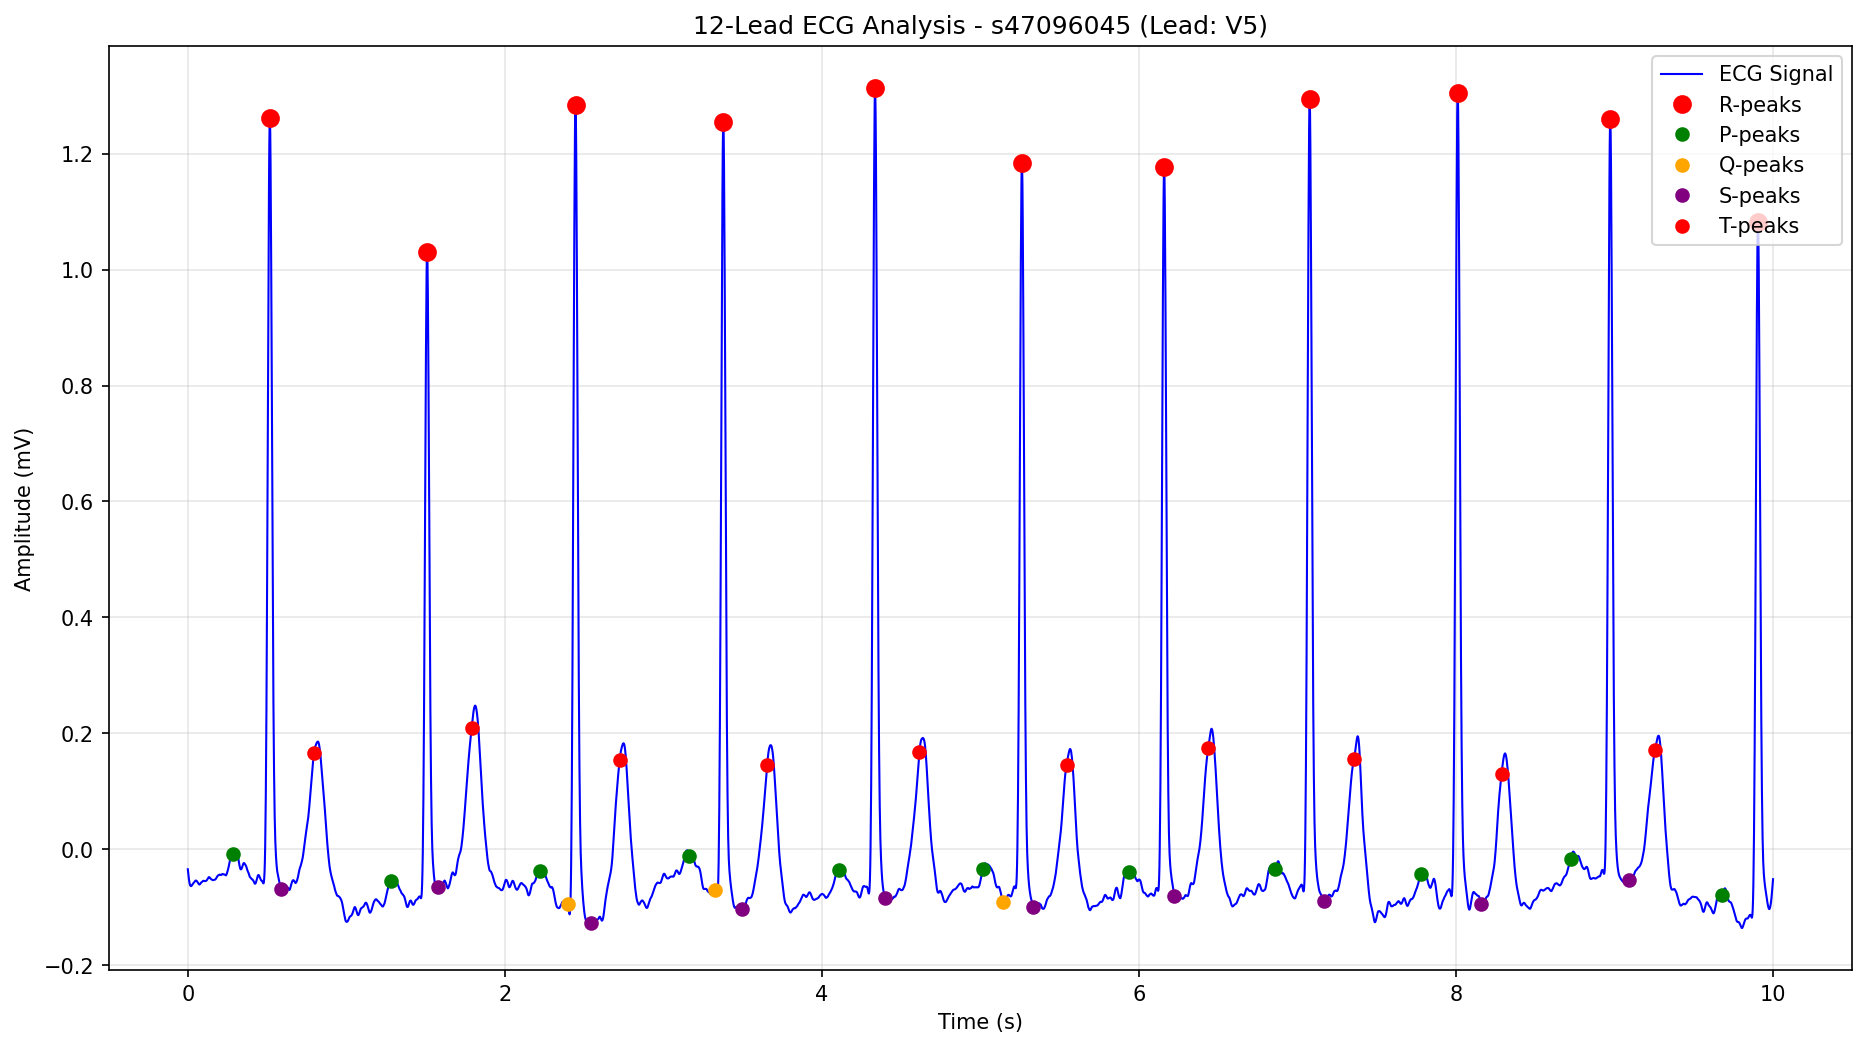 12-Lead ECG Analysis - s47096045 (Lead: V5)
ECG Signal
R-peaks
P-peaks
Q-peaks
S-peaks
T-peaks
Amplitude (mV)
1.2
1.0
0.8
0.6
0.4
0.2
0.0
−0.2
0 2 4 6 8 10
Time (s)